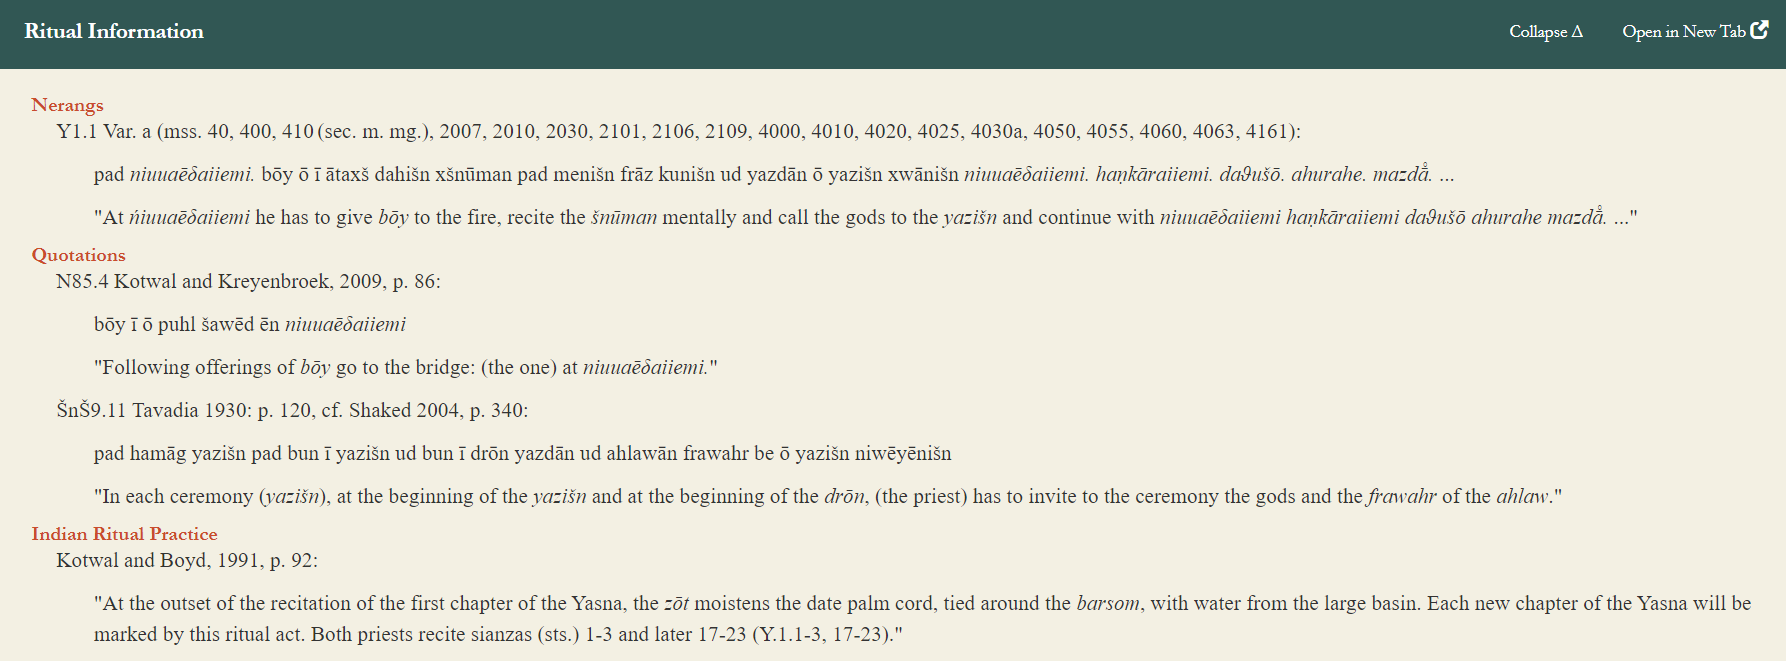 Ritual Information
Collapse Δ
Open in New Tab
Nerangs
Y1.1 Var. a (mss. 40, 400, 410 (sec. m. mg.), 2007, 2010, 2030, 2101, 2106, 2109, 4000, 4010, 4020, 4025, 4030a, 4050, 4055, 4060, 4063, 4161):
pad niuuaēδaiiemi. bōy ō ī ātaxš dahišn xšnūman pad menišn frāz kunišn ud yazdān ō yazišn xwānišn niuuaēδaiiemi. haṇkāraiiemi. daϑušō. ahurahe. mazdā̊. ...
"At ńiuuaēδaiiemi he has to give bōy to the fire, recite the šnūman mentally and call the gods to the yazišn and continue with niuuaēδaiiemi haṇkāraiiemi daϑušō ahurahe mazdā̊. ..."
Quotations
N85.4 Kotwal and Kreyenbroek, 2009, p. 86:
bōy ī ō puhl šawēd ēn niuuaēδaiiemi
"Following offerings of bōy go to the bridge: (the one) at niuuaēδaiiemi."
ŠnŠ9.11 Tavadia 1930: p. 120, cf. Shaked 2004, p. 340:
pad hamāg yazišn pad bun ī yazišn ud bun ī drōn yazdān ud ahlawān frawahr be ō yazišn niwēyēnišn
"In each ceremony (yazišn), at the beginning of the yazišn and at the beginning of the drōn, (the priest) has to invite to the ceremony the gods and the frawahr of the ahlaw."
Indian Ritual Practice
Kotwal and Boyd, 1991, p. 92:
"At the outset of the recitation of the first chapter of the Yasna, the zōt moistens the date palm cord, tied around the barsom, with water from the large basin. Each new chapter of the Yasna will be
marked by this ritual act. Both priests recite sianzas (sts.) 1-3 and later 17-23 (Y.1.1-3, 17-23)."